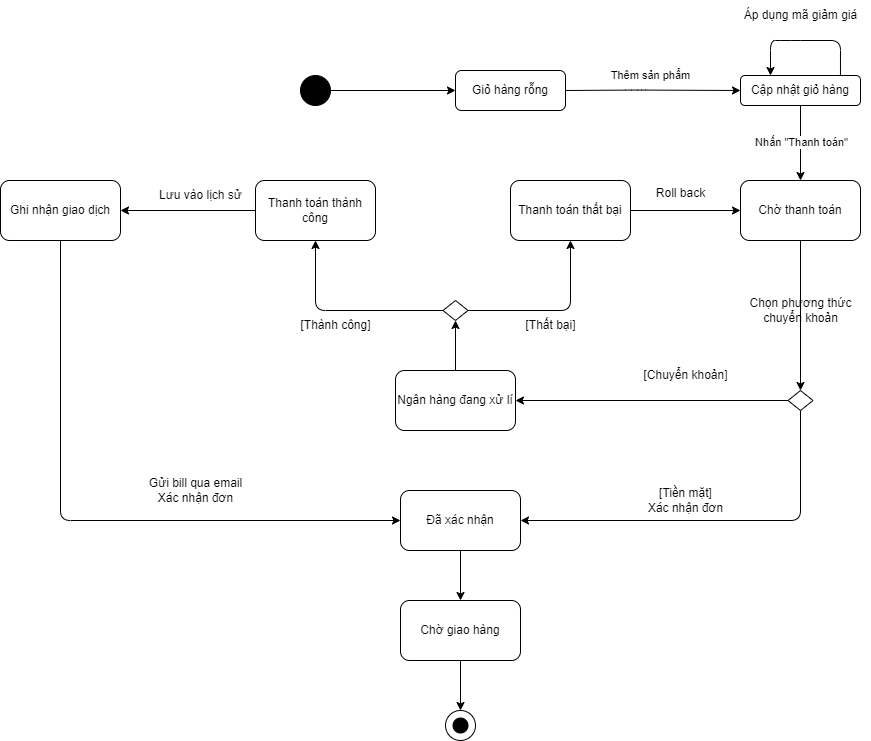 Áp dụng mã giảm giá
Giỏ hàng rỗng
Thêm sản phẩm
Cập nhật giỏ hàng
Nhấn "Thanh toán"
Ghi nhận giao dịch
Lưu vào lịch sử
Thanh toán thành
công
Thanh toán thất bại
Roll back
Chờ thanh toán
Chọn phương thức
chuyển khoản
[Thành công]
[Thất bại]
[Chuyển khoản]
Ngân hàng đang xử lí
Gửi bill qua email
Xác nhận đơn
[Tiền mặt]
Xác nhận đơn
Đã xác nhận
Chờ giao hàng